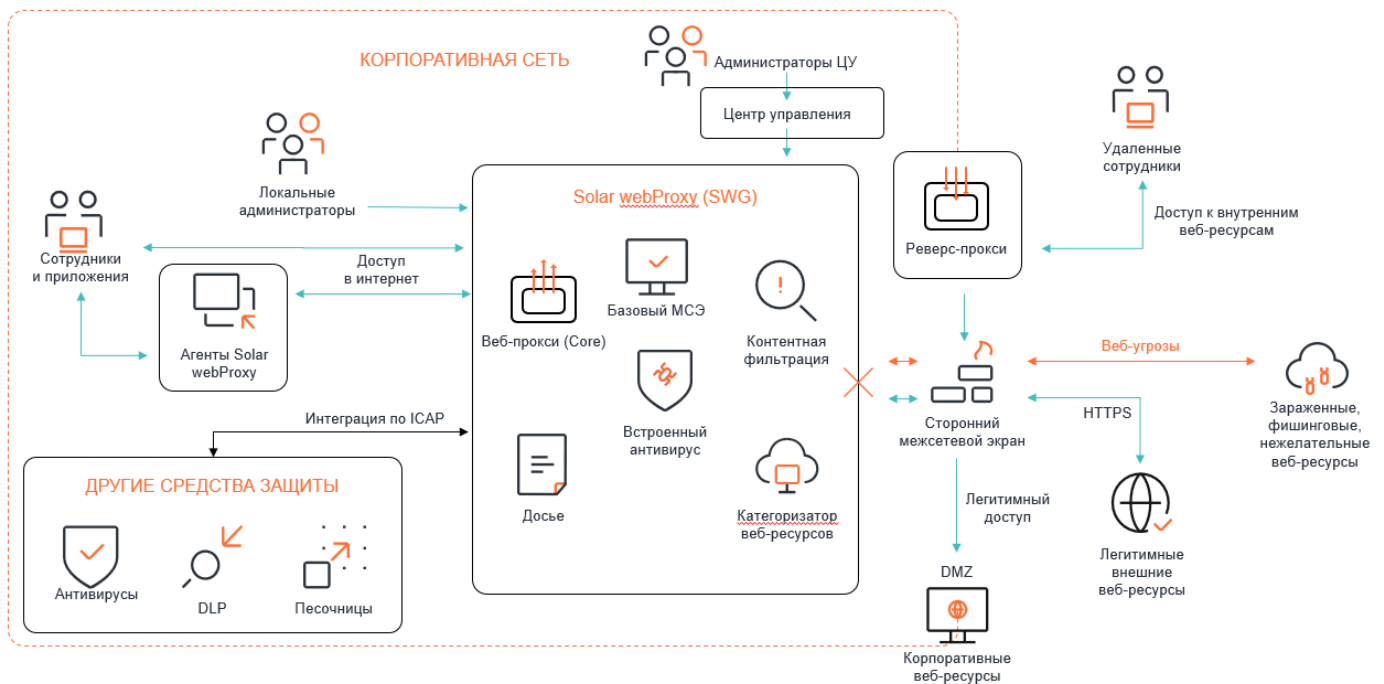 КОРПОРАТИВНАЯ СЕТЬ
Администраторы ЦУ
Центр управления
Удаленные
сотрудники
Локальные
администраторы
Solar webProxy (SWG)
Реверс-прокси
Доступ к внутренним
веб-ресурсам
Сотрудники
и приложения
Доступ
в интернет
Агенты Solar
webProxy
Веб-прокси (Core)
Базовый МСЭ
Контентная
фильтрация
Встроенный
антивирус
Досье
Категоризатор
веб-ресурсов
Веб-угрозы
Зараженные,
фишинговые,
нежелательные
веб-ресурсы
Сторонний
межсетевой экран
HTTPS
Легитимные
внешние
веб-ресурсы
Легитимный
доступ
DMZ
Корпоративные
веб-ресурсы
Интеграция по ICAP
ДРУГИЕ СРЕДСТВА ЗАЩИТЫ
Антивирусы
DLP
Песочницы